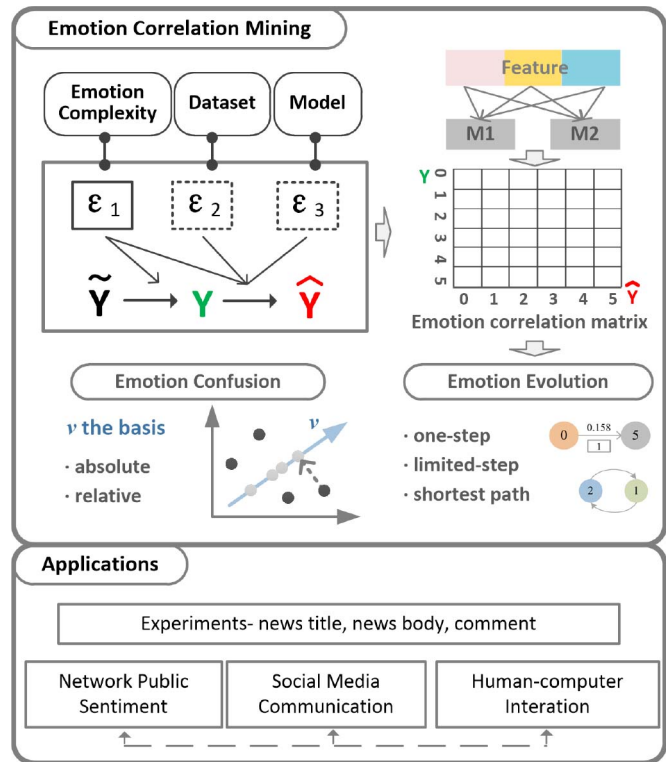 Emotion Correlation Mining
Emotion
Complexity
Dataset
Model
ε 1
ε 2
ε 3
Ỹ
Y
Ŷ
Feature
M1
M2
Y
0
1
2
3
4
5
0 1 2 3 4 5 Ŷ
Emotion correlation matrix
Emotion Confusion
v the basis
· absolute
· relative
v
Emotion Evolution
· one-step
· limited-step
· shortest path
0
0.158
1
5
2
1
Applications
Experiments- news title, news body, comment
Network Public
Sentiment
Social Media
Communication
Human-computer
Interation